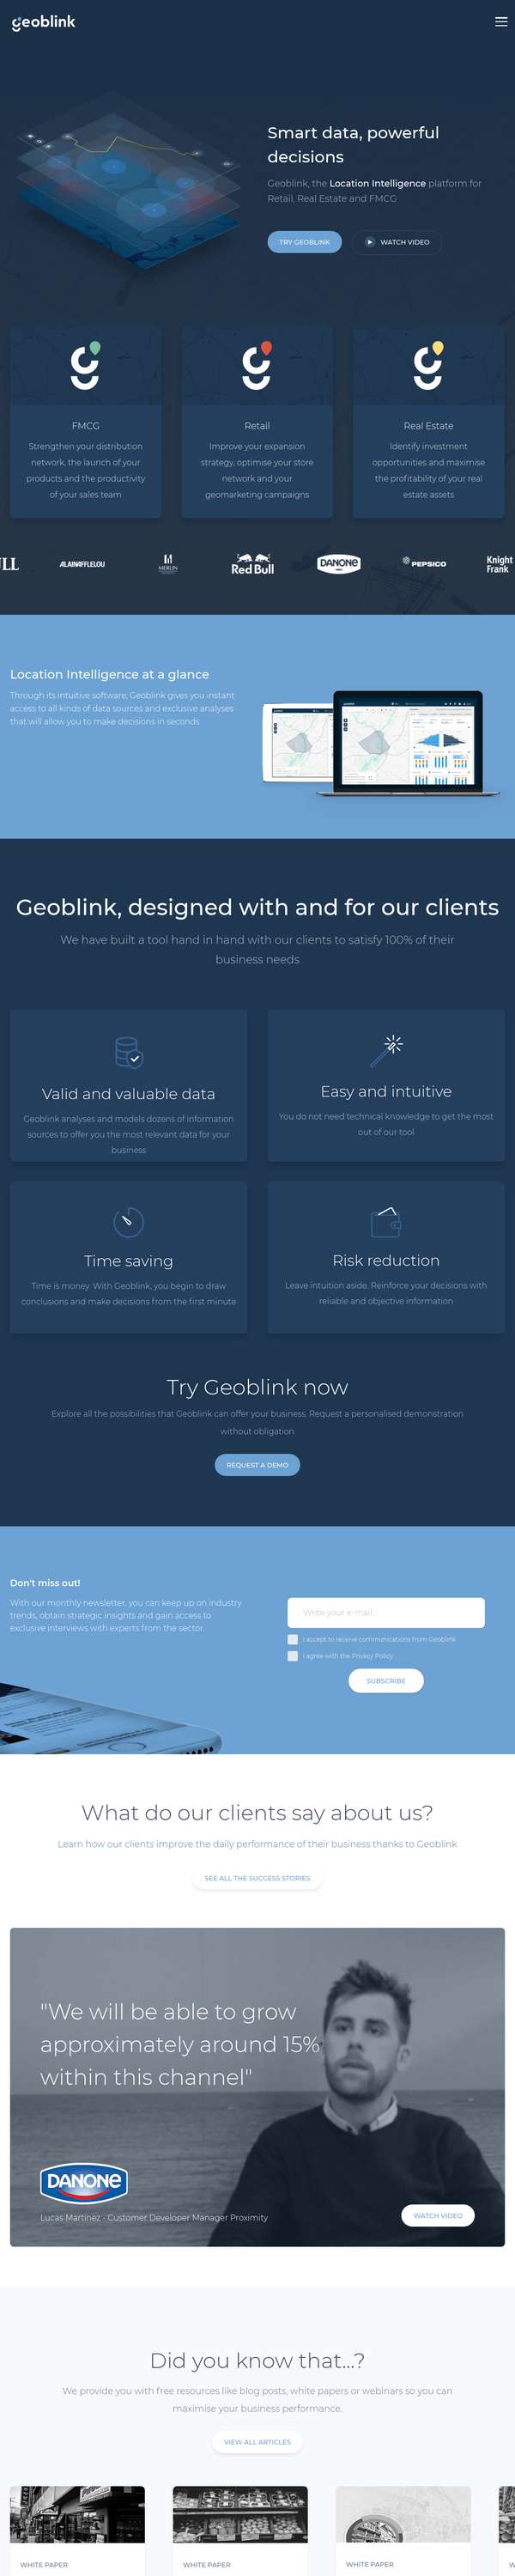 geoblink
Smart data, powerful
decisions
Geoblink, the Location Intelligence platform for
Retail, Real Estate and FMCG
TRY GEOBLINK
WATCH VIDEO
FMCG
Strengthen your distribution
network, the launch of your
products and the productivity
of your sales team
Retail
Improve your expansion
strategy, optimise your store
network and your
geomarketing campaigns
Real Estate
Identify investment
opportunities and maximise
the profitability of your real
estate assets
ALAIN AFFLELOU
MERLIN
Red Bull
DANONE
PEPSICO
Knight
Frank
Location Intelligence at a glance
Through its intuitive software, Geoblink gives you instant
access to all kinds of data sources and exclusive analyses
that will allow you to make decisions in seconds
Geoblink, designed with and for our clients
We have built a tool hand in hand with our clients to satisfy 100% of their
business needs
Valid and valuable data
Geoblink analyses and models dozens of information
sources to offer you the most relevant data for your
business
Easy and intuitive
You do not need technical knowledge to get the most
out of our tool
Time saving
Time is money. With Geoblink, you begin to draw
conclusions and make decisions from the first minute
Risk reduction
Leave intuition aside. Reinforce your decisions with
reliable and objective information
Try Geoblink now
Explore all the possibilities that Geoblink can offer your business. Request a personalised demonstration
without obligation
REQUEST A DEMO
Don't miss out!
With our monthly newsletter, you can keep up on industry
trends, obtain strategic insights and gain access to
exclusive interviews with experts from the sector.
Write your e-mail
I accept to receive communications from Geoblink
I agree with the Privacy Policy
SUBSCRIBE
What do our clients say about us?
Learn how our clients improve the daily performance of their business thanks to Geoblink
SEE ALL THE SUCCESS STORIES
"We will be able to grow
approximately around 15%
within this channel"
DANONE
Lucas Martínez - Customer Developer Manager Proximity
WATCH VIDEO
Did you know that...?
We provide you with free resources like blog posts, white papers or webinars so you can
maximise your business performance.
VIEW ALL ARTICLES
WHITE PAPER
WHITE PAPER
WHITE PAPER